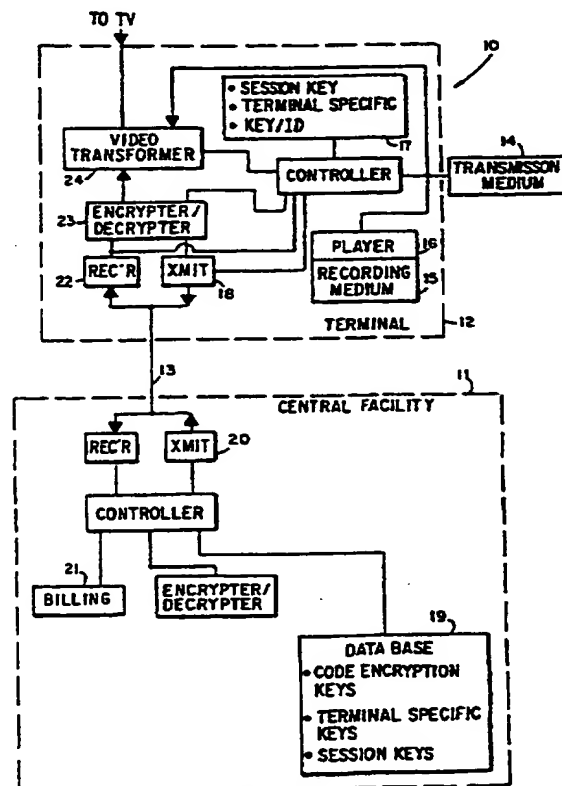 TO TV
10
• SESSION KEY
• TERMINAL SPECIFIC
• KEY/ID
17
VIDEO
TRANSFORMER
24
14
TRANSMISSON
MEDIUM
CONTROLLER
23
ENCRYPTER/
DECRYPTER
PLAYER
16
RECORDING
MEDIUM
15
REC'R
22
XMIT
18
TERMINAL
12
13
11
CENTRAL FACILITY
REC'R
XMIT
20
CONTROLLER
21
BILLING
ENCRYPTER/
DECRYPTER
19
DATA BASE
• CODE ENCRYPTION
KEYS
• TERMINAL SPECIFIC
KEYS
• SESSION KEYS